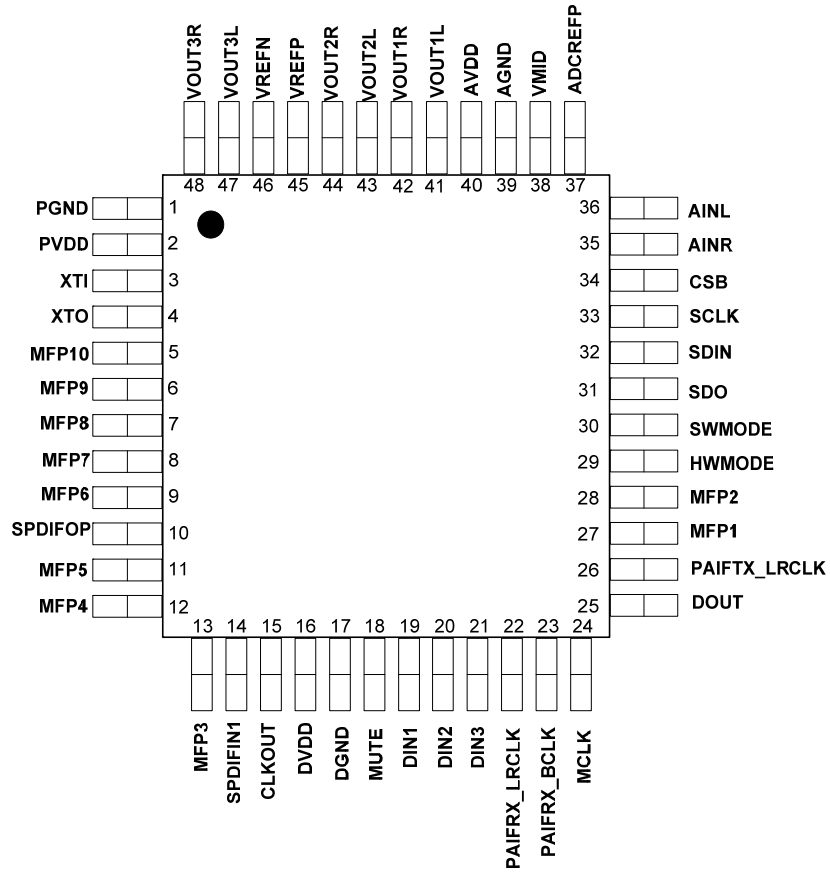 VOUT3R
VOUT3L
VREFN
VREFP
VOUT2R
VOUT2L
VOUT1R
VOUT1L
AVDD
AGND
VMID
ADCREFP
48 47 46 45 44 43 42 41 40 39 38 37
PGND 1
PVDD 2
XTI 3
XTO 4
MFP10 5
MFP9 6
MFP8 7
MFP7 8
MFP6 9
SPDIFOP 10
MFP5 11
MFP4 12
36 AINL
35 AINR
34 CSB
33 SCLK
32 SDIN
31 SDO
30 SWMODE
29 HWMODE
28 MFP2
27 MFP1
26 PAIFTX_LRCLK
25 DOUT
13 14 15 16 17 18 19 20 21 22 23 24
MFP3
SPDIFIN1
CLKOUT
DVDD
DGND
MUTE
DIN1
DIN2
DIN3
PAIFRX_LRCLK
PAIFRX_BCLK
MCLK